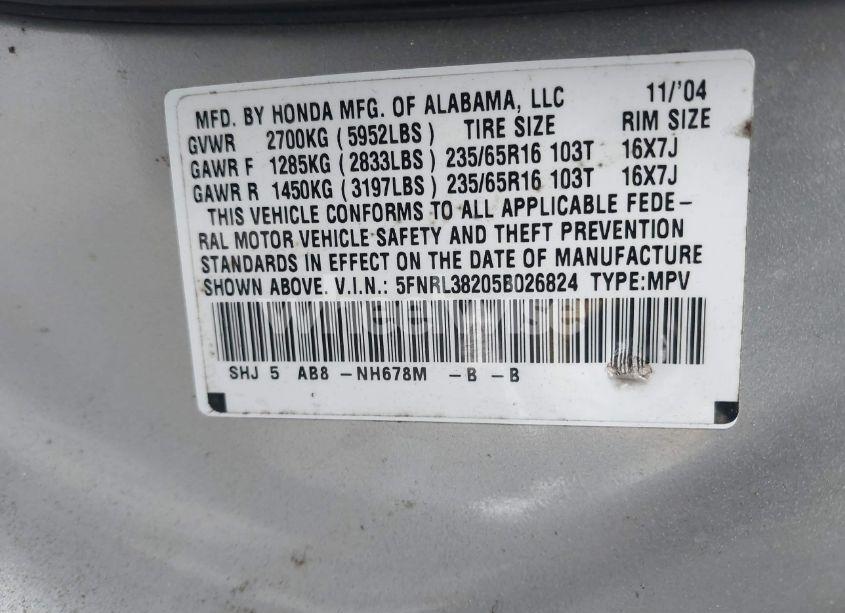 MFD. BY HONDA MFG. OF ALABAMA, LLC 11/'04
GVWR 2700KG (5952LBS) TIRE SIZE RIM SIZE
GAWR F 1285KG (2833LBS) 235/65R16 103T 16X7J
GAWR R 1450KG (3197LBS) 235/65R16 103T 16X7J
THIS VEHICLE CONFORMS TO ALL APPLICABLE FEDE-
RAL MOTOR VEHICLE SAFETY AND THEFT PREVENTION
STANDARDS IN EFFECT ON THE DATE OF MANUFACTURE
SHOWN ABOVE. V.I.N.: 5FNRL38205B026824 TYPE:MPV
Wheelwise
SHJ 5 AB8 -NH678M -B -B